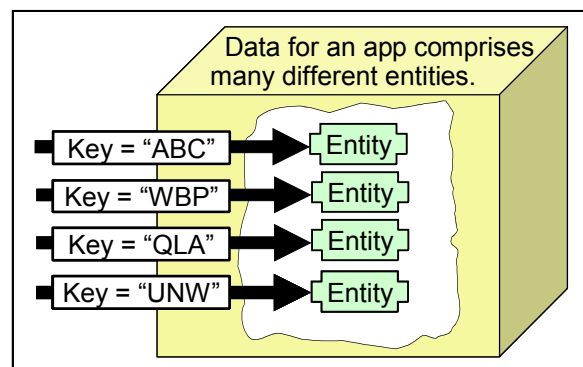 Data for an app comprises
many different entities.
Key = “ABC” Entity
Key = “WBP” Entity
Key = “QLA” Entity
Key = “UNW” Entity